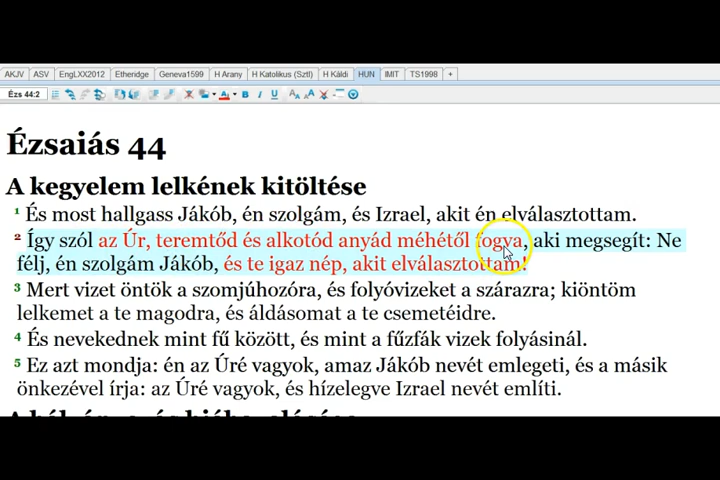 AKJV ASV EngLXX2012 Etheridge Geneva1599 H Arany H Katolikus (Sztl) H Káldi HUN IMIT TS1998 +
Ézs 44:2
Ézsaiás 44
A kegyelem lelkének kitöltése
1 És most hallgass Jákób, én szolgám, és Izrael, akit én elválasztottam.
2 Így szól az Úr, teremtőd és alkotód anyád méhétől fogva, aki megsegít: Ne
félj, én szolgám Jákób, és te igaz nép, akit elválasztottam!
3 Mert vizet öntök a szomjúhozóra, és folyóvizeket a szárazra; kiöntöm
lelkemet a te magodra, és áldásomat a te csemetéidre.
4 És nevekednek mint fű között, és mint a fűzfák vizek folyásinál.
5 Ez azt mondja: én az Úré vagyok, amaz Jákób nevét emlegeti, és a másik
önkezével írja: az Úré vagyok, és hízelegve Izrael nevét említi.